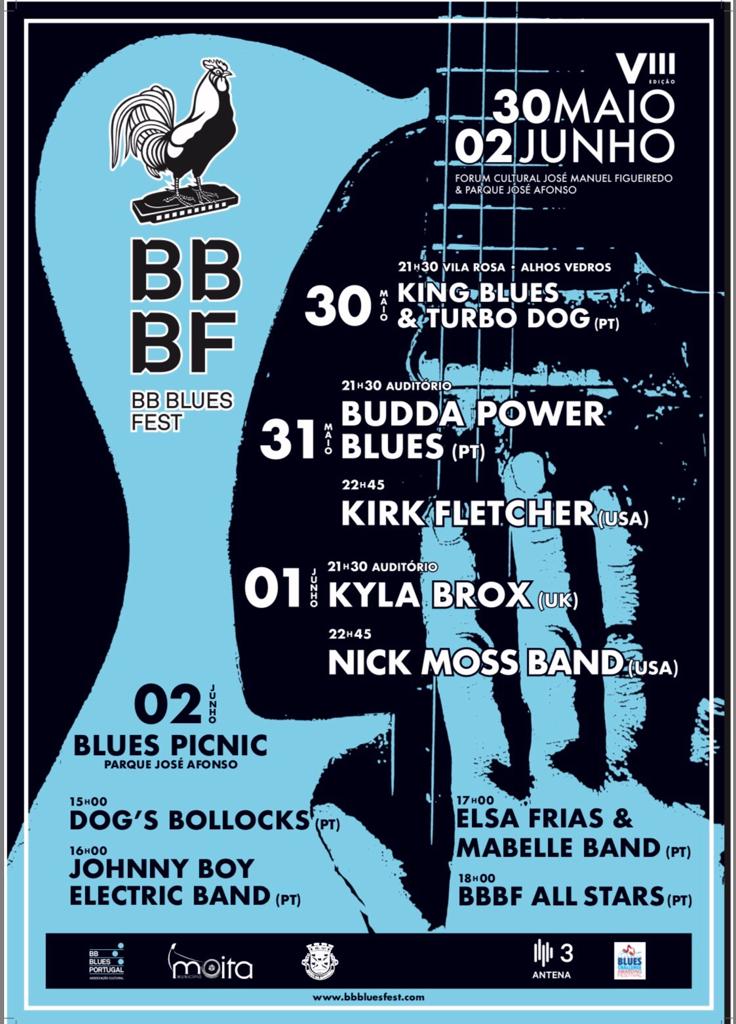 VIII
EDIÇÃO
30MAIO
02JUNHO
FORUM CULTURAL JOSÉ MANUEL FIGUEIREDO
& PARQUE JOSÉ AFONSO
BB
BF
BB BLUES
FEST
21H30 VILA ROSA - ALHOS VEDROS
30 MAIO
KING BLUES
& TURBO DOG (PT)
21H30 AUDITÓRIO
31 MAIO
BUDDA POWER
BLUES (PT)
22H45
KIRK FLETCHER (USA)
21H30 AUDITÓRIO
01 JUNHO
KYLA BROX (UK)
22H45
NICK MOSS BAND (USA)
02 JUNHO
BLUES PICNIC
PARQUE JOSÉ AFONSO
15H00
DOG'S BOLLOCKS (PT)
16H00
JOHNNY BOY
ELECTRIC BAND (PT)
17H00
ELSA FRIAS &
MABELLE BAND (PT)
18H00
BBBF ALL STARS (PT)
BB
BLUES
PORTUGAL
ASSOCIAÇÃO CULTURAL
moita
MUNICÍPIO
3
ANTENA
BLUES
CHALLENGE
www.bbbluesfest.com